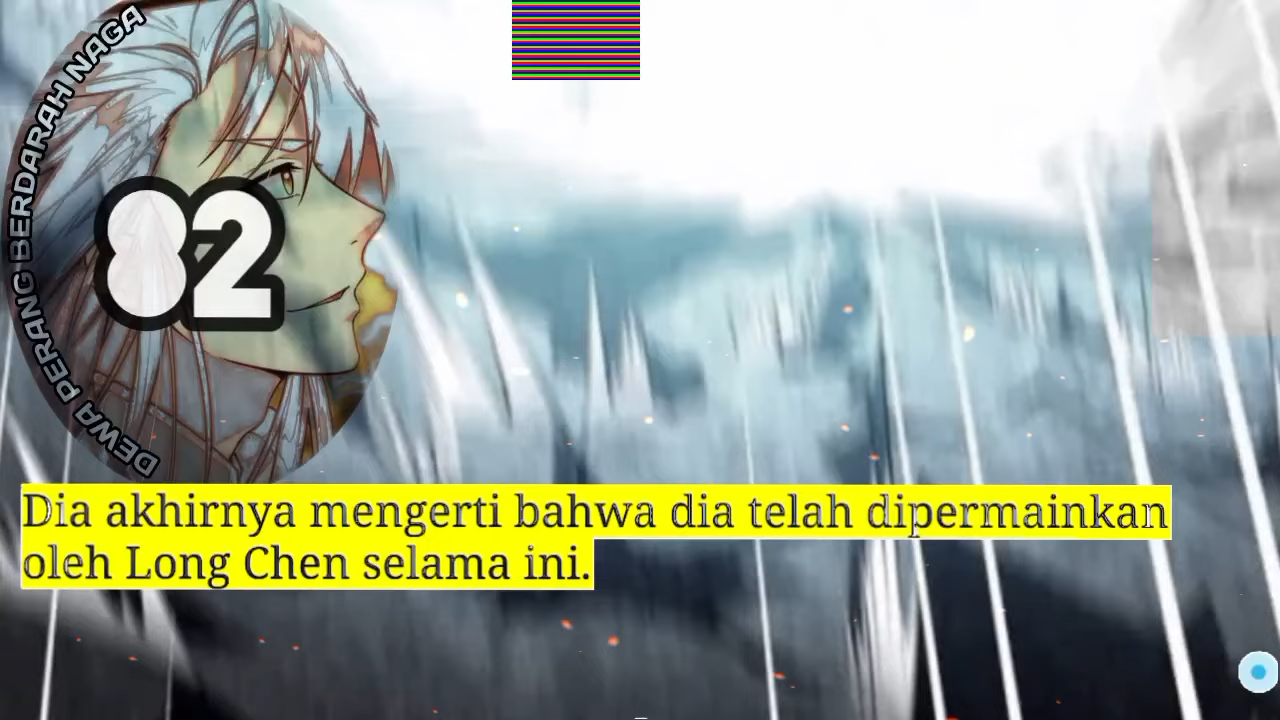 DEWA PERANG BERDARAH NAGA
82
Dia akhirnya mengerti bahwa dia telah dipermainkan
oleh Long Chen selama ini.